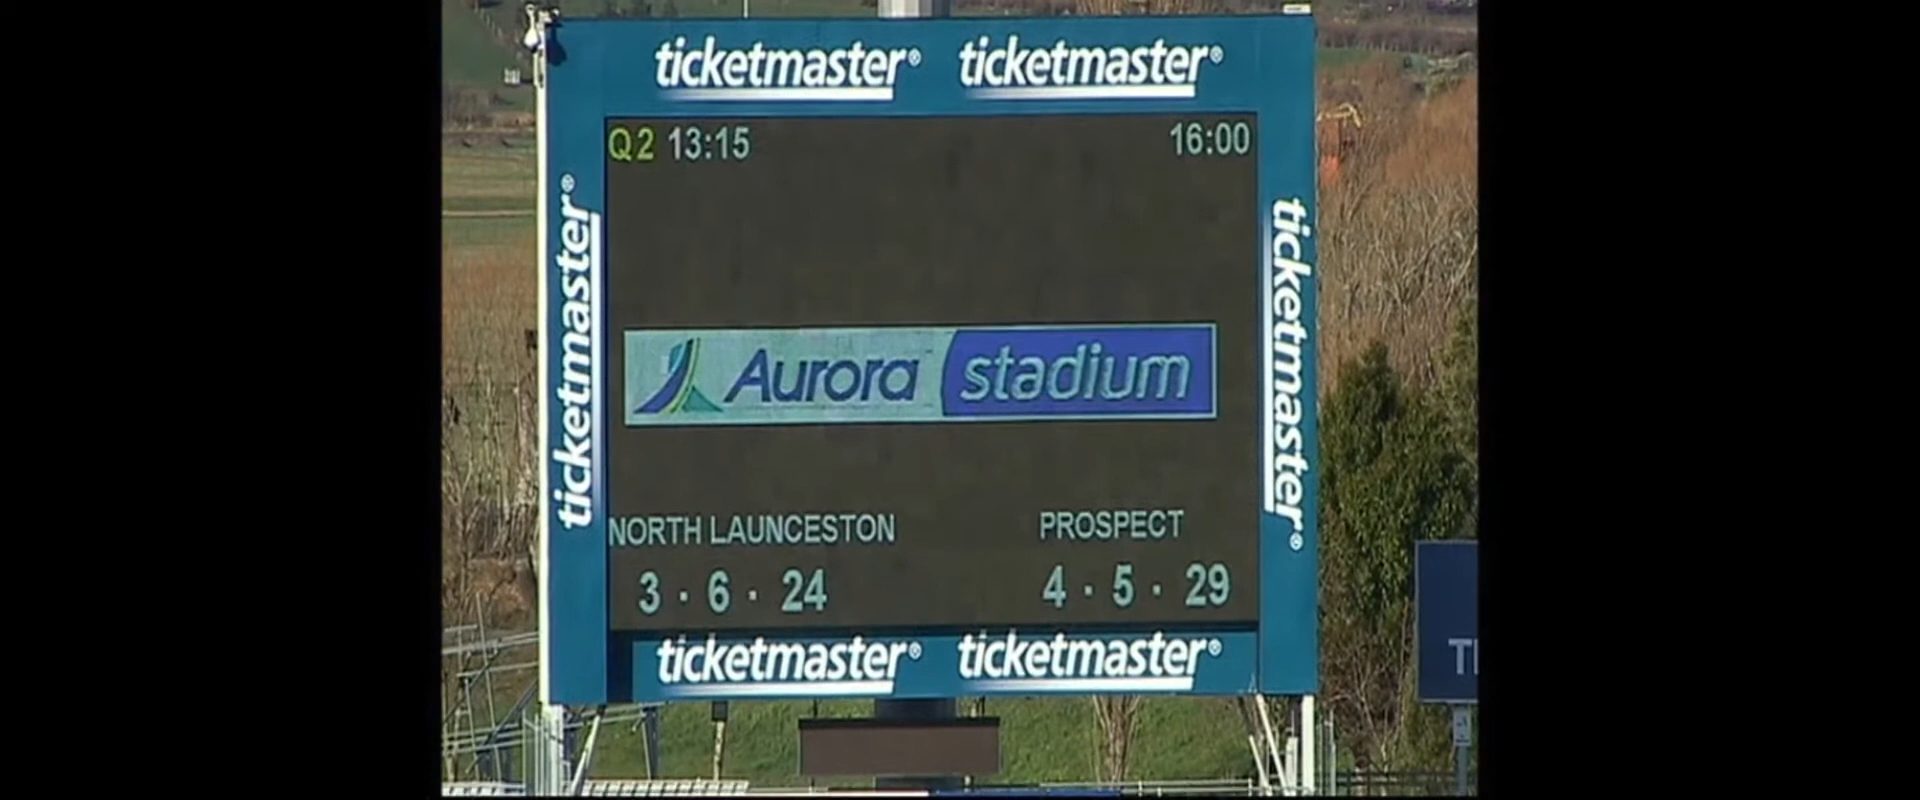 ticketmaster® ticketmaster®
Q2 13:15 16:00
ticketmaster®
ticketmaster®
Aurora stadium
NORTH LAUNCESTON PROSPECT
3 · 6 · 24 4 · 5 · 29
ticketmaster® ticketmaster®